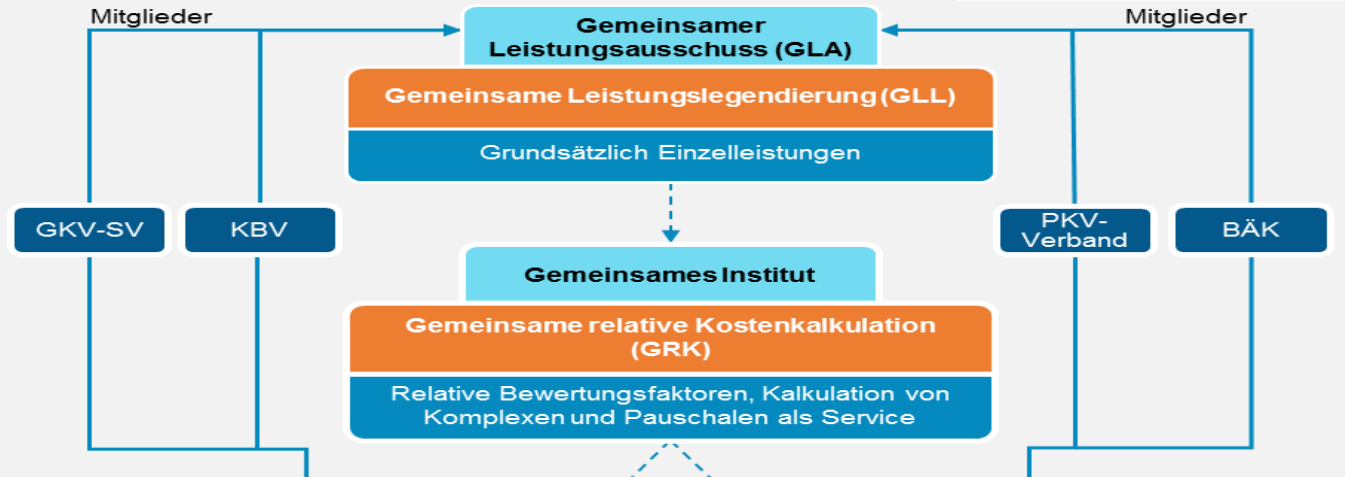 Mitglieder
Mitglieder
Gemeinsamer
Leistungsausschuss (GLA)
Gemeinsame Leistungslegendierung (GLL)
Grundsätzlich Einzelleistungen
GKV-SV
KBV
PKV-
Verband
BÄK
Gemeinsames Institut
Gemeinsame relative Kostenkalkulation
(GRK)
Relative Bewertungsfaktoren, Kalkulation von
Komplexen und Pauschalen als Service